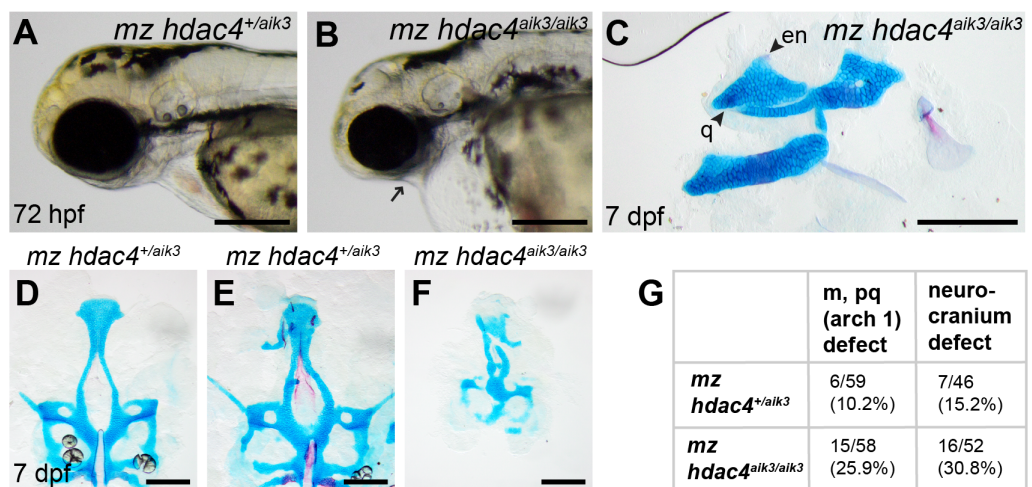 A mz hdac4+/aik3
72 hpf
B mz hdac4aik3/aik3
C en mz hdac4aik3/aik3
q
7 dpf
mz hdac4+/aik3
D
7 dpf
mz hdac4+/aik3
E
mz hdac4aik3/aik3
F
G
m, pq
(arch 1)
defect
neuro-
cranium
defect
mz
hdac4+/aik3
6/59
(10.2%)
7/46
(15.2%)
mz
hdac4aik3/aik3
15/58
(25.9%)
16/52
(30.8%)